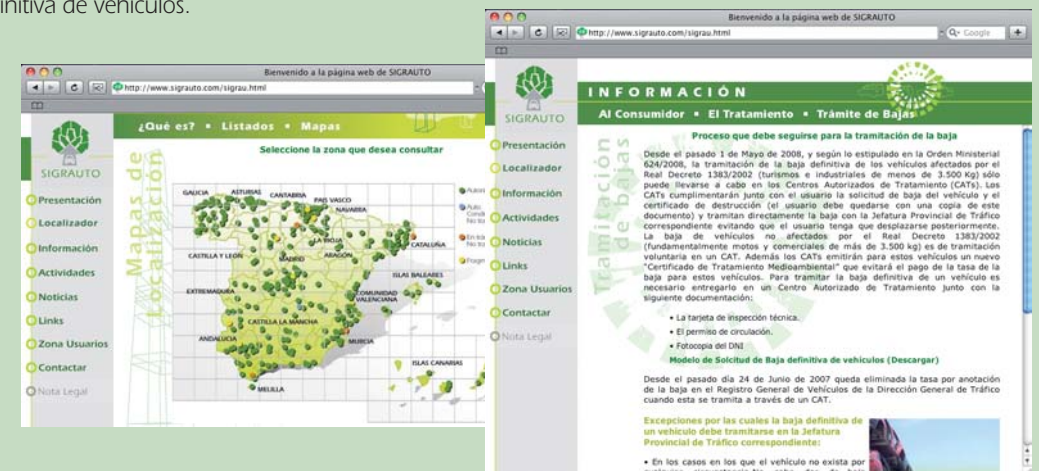 finitiva de vehículos.
Bienvenido a la página web de SIGRAUTO
http://www.sigrauto.com/sigrau.html
¿Qué es? • Listados • Mapas
Seleccione la zona que desea consultar
SIGRAUTO
Presentación
Localizador
Información
Actividades
Noticias
Links
Zona Usuarios
Contactar
Nota Legal
Mapas de
Localización
GALICIA
ASTURIAS
CANTABRIA
PAÍS VASCO
NAVARRA
LA RIOJA
CATALUÑA
CASTILLA Y LEÓN
MADRID
ARAGÓN
ISLAS BALEARES
EXTREMADURA
COMUNIDAD
VALENCIANA
CASTILLA LA MANCHA
ANDALUCÍA
MURCIA
ISLAS CANARIAS
MELILLA
Bienvenido a la página web de SIGRAUTO
http://www.sigrauto.com/sigrau.html
Google
INFORMACIÓN
Al Consumidor • El Tratamiento • Trámite de Bajas
SIGRAUTO
Presentación
Localizador
Información
Actividades
Noticias
Links
Zona Usuarios
Contactar
Nota Legal
Tramitación
de bajas
Proceso que debe seguirse para la tramitación de la baja
Desde el pasado 1 de Mayo de 2008, y según lo estipulado en la Orden Ministerial
624/2008, la tramitación de la baja definitiva de los vehículos afectados por el
Real Decreto 1383/2002 (turismos e industriales de menos de 3.500 Kg) sólo
puede llevarse a cabo en los Centros Autorizados de Tratamiento (CATs). Los
CATs cumplimentarán junto con el usuario la solicitud de baja del vehículo y el
certificado de destrucción (el usuario debe quedarse con una copia de este
documento) y tramitan directamente la baja con la Jefatura Provincial de Tráfico
correspondiente evitando que el usuario tenga que desplazarse posteriormente.
La baja de vehículos no afectados por el Real Decreto 1383/2002
(fundamentalmente motos y comerciales de más de 3.500 kg) es de tramitación
voluntaria en un CAT. Además los CATs emitirán para estos vehículos un nuevo
"Certificado de Tratamiento Medioambiental" que evitará el pago de la tasa de la
baja para estos vehículos. Para tramitar la baja definitiva de un vehículo es
necesario entregarlo en un Centro Autorizado de Tratamiento junto con la
siguiente documentación:
• La tarjeta de inspección técnica.
• El permiso de circulación.
• Fotocopia del DNI
Modelo de Solcitud de Baja definitiva de vehículos (Descargar)
Desde el pasado día 24 de Junio de 2007 queda eliminada la tasa por anotación
de la baja en el Registro General de Vehículos de la Dirección General de Tráfico
cuando esta se tramita a través de un CAT.
Excepciones por las cuales la baja definitiva de
un vehículo debe tramitarse en la Jefatura
Provincial de Tráfico correspondiente:
• En los casos en los que el vehículo no exista por